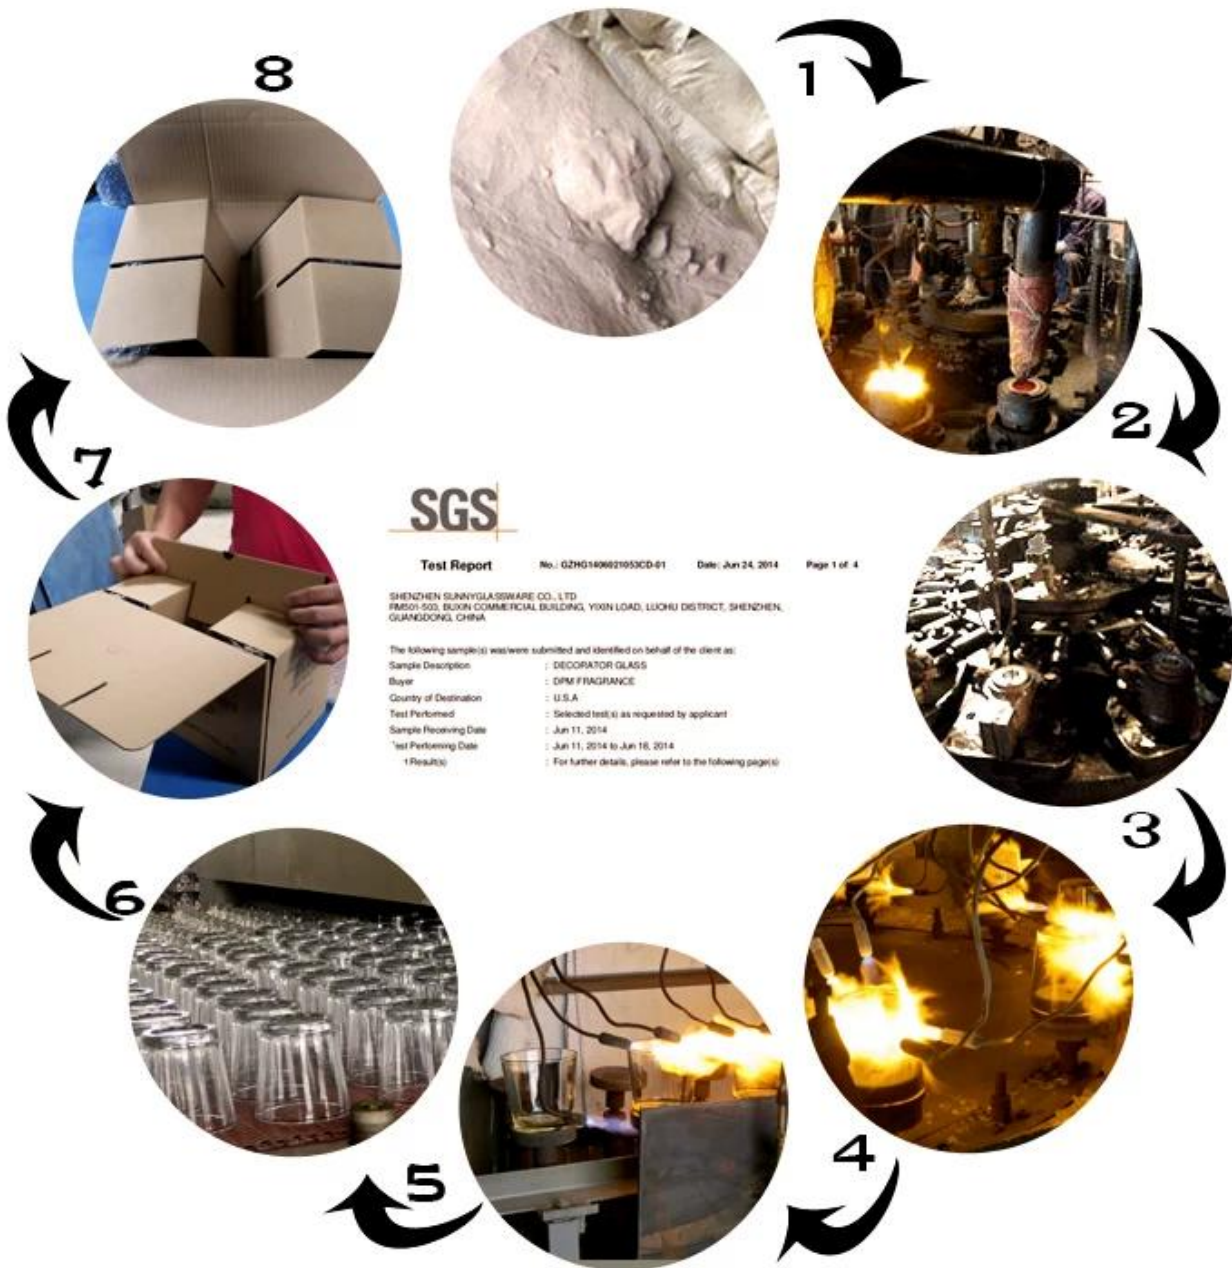 8
1
2
7
SGS
Test Report No.: GZHG1406021053CD-01 Date: Jun 24, 2014 Page 1 of 4
SHENZHEN SUNNYGLASSWARE CO., LTD
RM501-503, BUXIN COMMERCIAL BUILDING, YIXIN LOAD, LUOHU DISTRICT, SHENZHEN,
GUANGDONG, CHINA
The following sample(s) was/were submitted and identified on behalf of the client as:
Sample Description : DECORATOR GLASS
Buyer : DPM FRAGRANCE
Country of Destination : U.S.A
Test Performed : Selected test(s) as requested by applicant
Sample Receiving Date : Jun 11, 2014
est Performing Date : Jun 11, 2014 to Jun 18, 2014
t Result(s) : For further details, please refer to the following page(s)
3
6
4
5